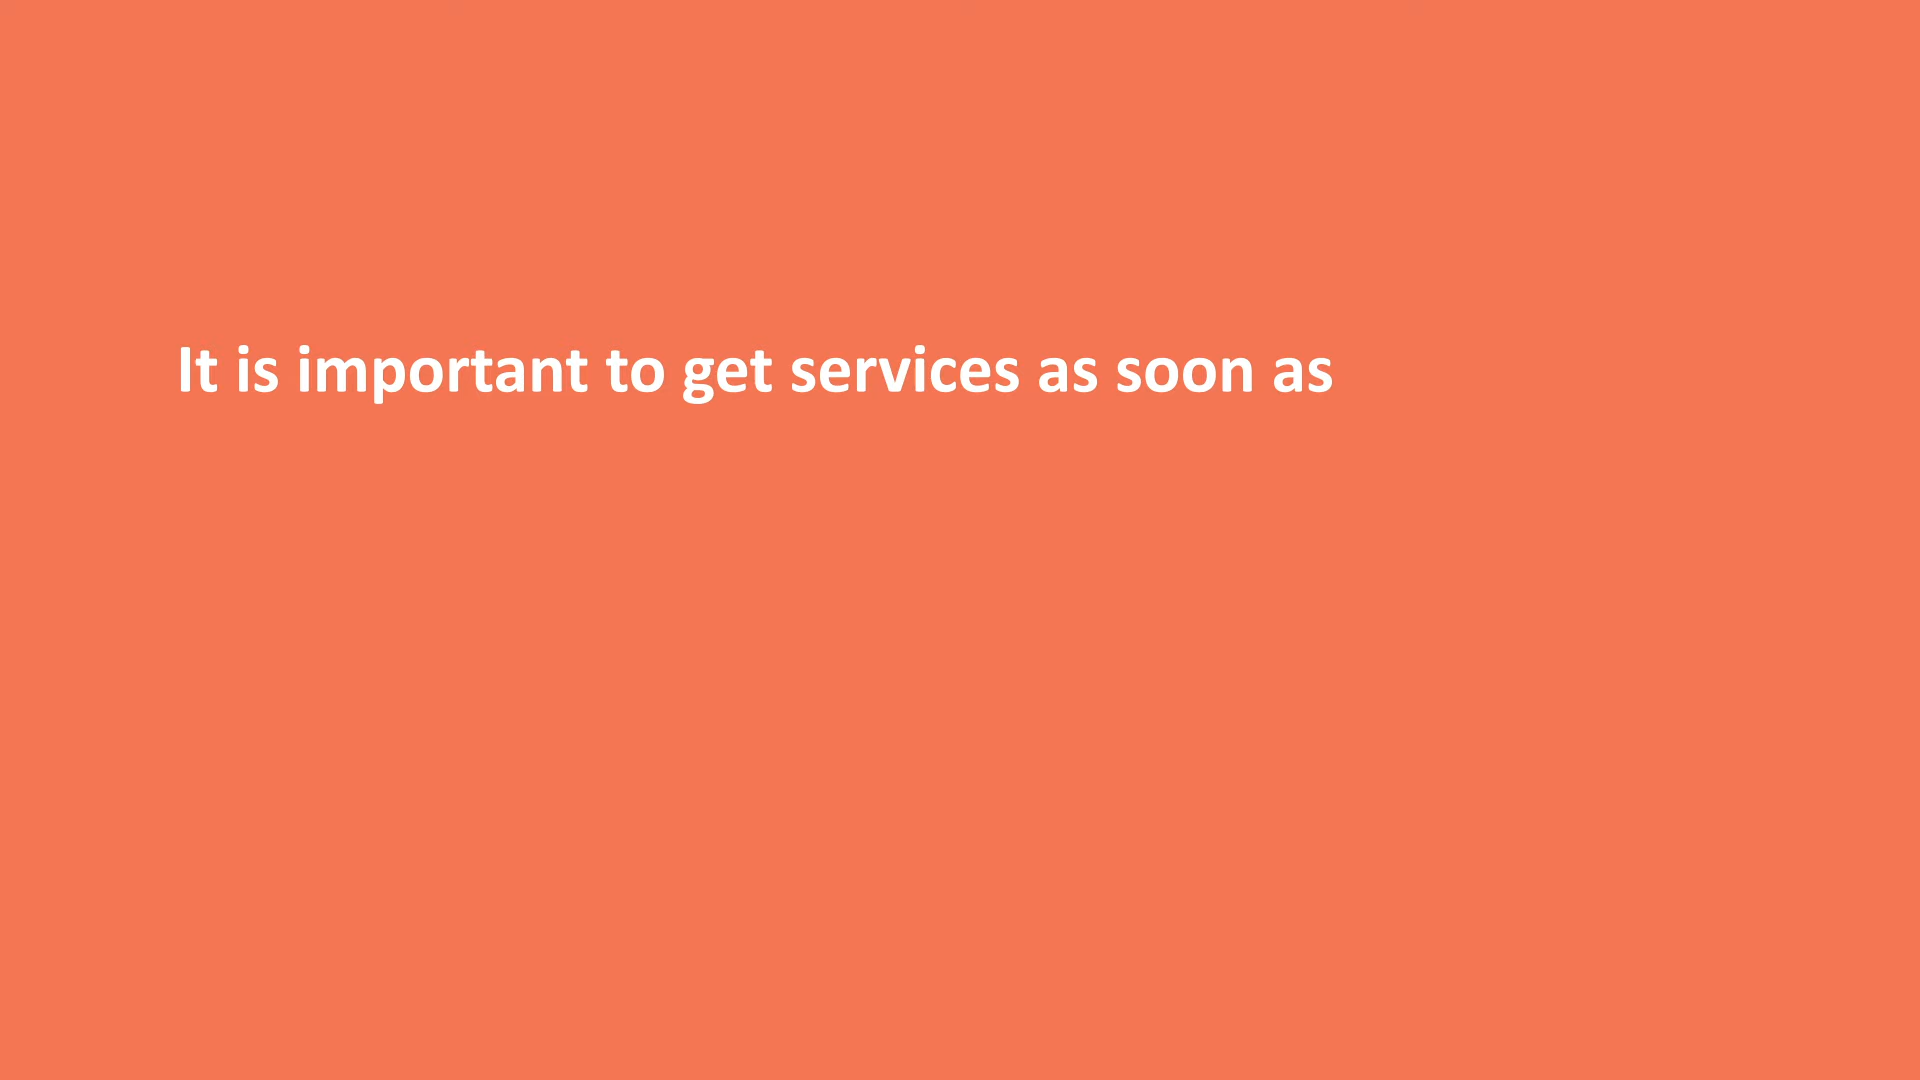 It is important to get services as soon as